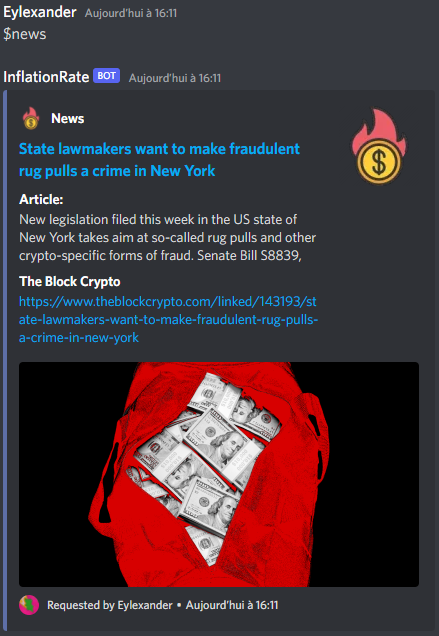 Eylexander Aujourd'hui à 16:11
$news
InflationRate BOT Aujourd'hui à 16:11
News
State lawmakers want to make fraudulent
rug pulls a crime in New York
Article:
New legislation filed this week in the US state of
New York takes aim at so-called rug pulls and other
crypto-specific forms of fraud. Senate Bill S8839,
The Block Crypto
https://www.theblockcrypto.com/linked/143193/st
ate-lawmakers-want-to-make-fraudulent-rug-pulls-
a-crime-in-new-york
Requested by Eylexander • Aujourd'hui à 16:11